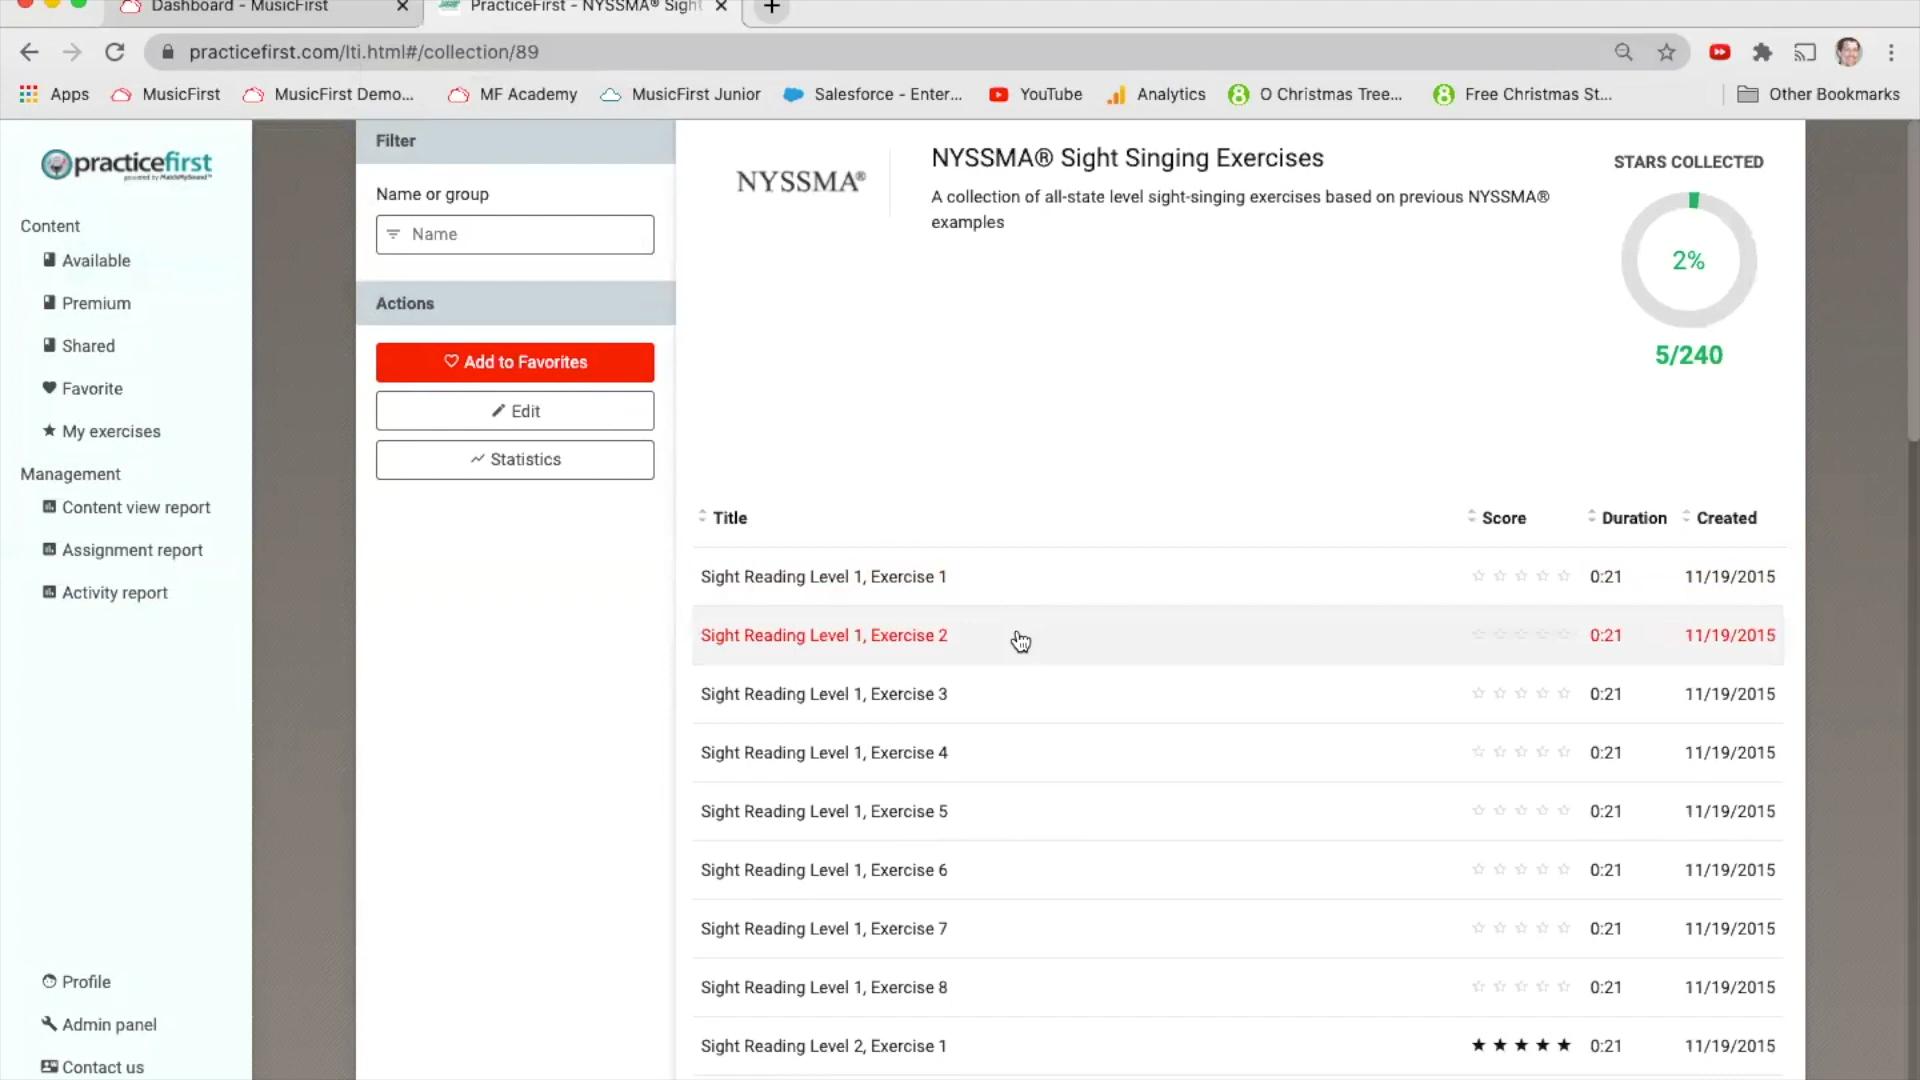 Dashboard - MusicFirst
PracticeFirst - NYSSMA® Sight
practicefirst.com/lti.html#/collection/89
Apps
MusicFirst
MusicFirst Demo...
MF Academy
MusicFirst Junior
Salesforce - Enter...
YouTube
Analytics
O Christmas Tree...
Free Christmas St...
Other Bookmarks
practicefirst
powered by MatchMySound™
Content
Available
Premium
Shared
Favorite
My exercises
Management
Content view report
Assignment report
Activity report
Profile
Admin panel
Contact us
Filter
Name or group
Name
Actions
Add to Favorites
Edit
Statistics
NYSSMA®
NYSSMA® Sight Singing Exercises
A collection of all-state level sight-singing exercises based on previous NYSSMA®
examples
STARS COLLECTED
2%
5/240
Title Score Duration Created
Sight Reading Level 1, Exercise 1 0:21 11/19/2015
Sight Reading Level 1, Exercise 2 0:21 11/19/2015
Sight Reading Level 1, Exercise 3 0:21 11/19/2015
Sight Reading Level 1, Exercise 4 0:21 11/19/2015
Sight Reading Level 1, Exercise 5 0:21 11/19/2015
Sight Reading Level 1, Exercise 6 0:21 11/19/2015
Sight Reading Level 1, Exercise 7 0:21 11/19/2015
Sight Reading Level 1, Exercise 8 0:21 11/19/2015
Sight Reading Level 2, Exercise 1 0:21 11/19/2015